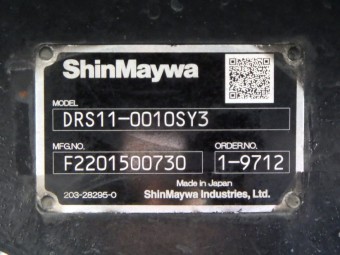 ShinMaywa
MODEL
DRS11-0010SY3
MFG.NO. ORDER.NO.
F2201500730 1-9712
Made in Japan
203-28295-0 ShinMaywa Industries, Ltd.